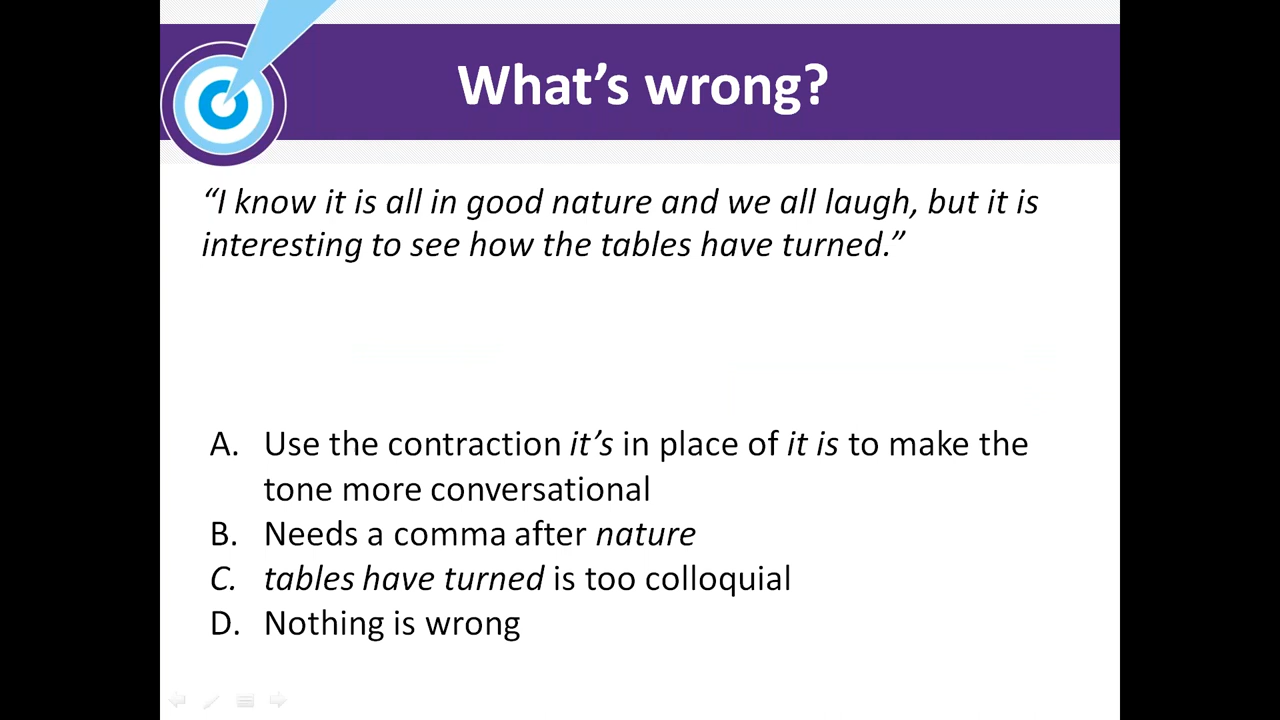 What’s wrong?
“I know it is all in good nature and we all laugh, but it is
interesting to see how the tables have turned.”
A. Use the contraction it’s in place of it is to make the
tone more conversational
B. Needs a comma after nature
C. tables have turned is too colloquial
D. Nothing is wrong